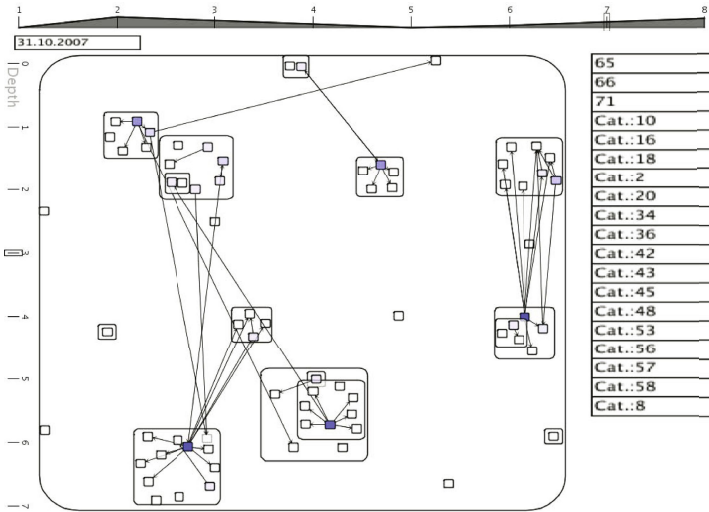 1 2 3 4 5 6 7 8
31.10.2007
Depth
0
1
2
3
4
5
6
7
65
66
71
Cat.:10
Cat.:16
Cat.:18
Cat.:2
Cat.:20
Cat.:34
Cat.:36
Cat.:42
Cat.:43
Cat.:45
Cat.:48
Cat.:53
Cat.:56
Cat.:57
Cat.:58
Cat.:8